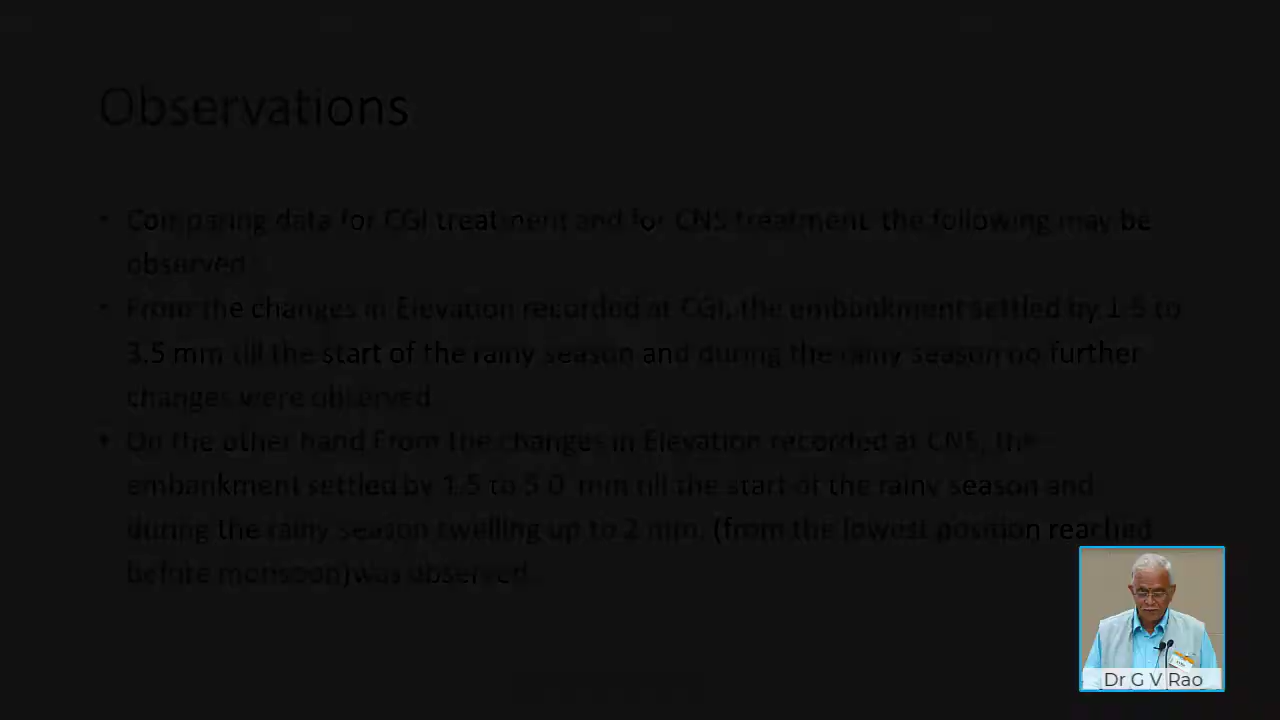 Observations
• Comparing data for CGI treatment and for CNS treatment, the following may be
observed
• From the changes in Elevation recorded at CGI, the embankment settled by 1.5 to
3.5 mm till the start of the rainy season and during the rainy season no further
changes were observed
• On the other hand From the changes in Elevation recorded at CNS, the
embankment settled by 1.5 to 5.0 mm till the start of the rainy season and
during the rainy season swelling up to 2 mm, (from the lowest position reached
before monsoon)was observed.
Dr G V Rao